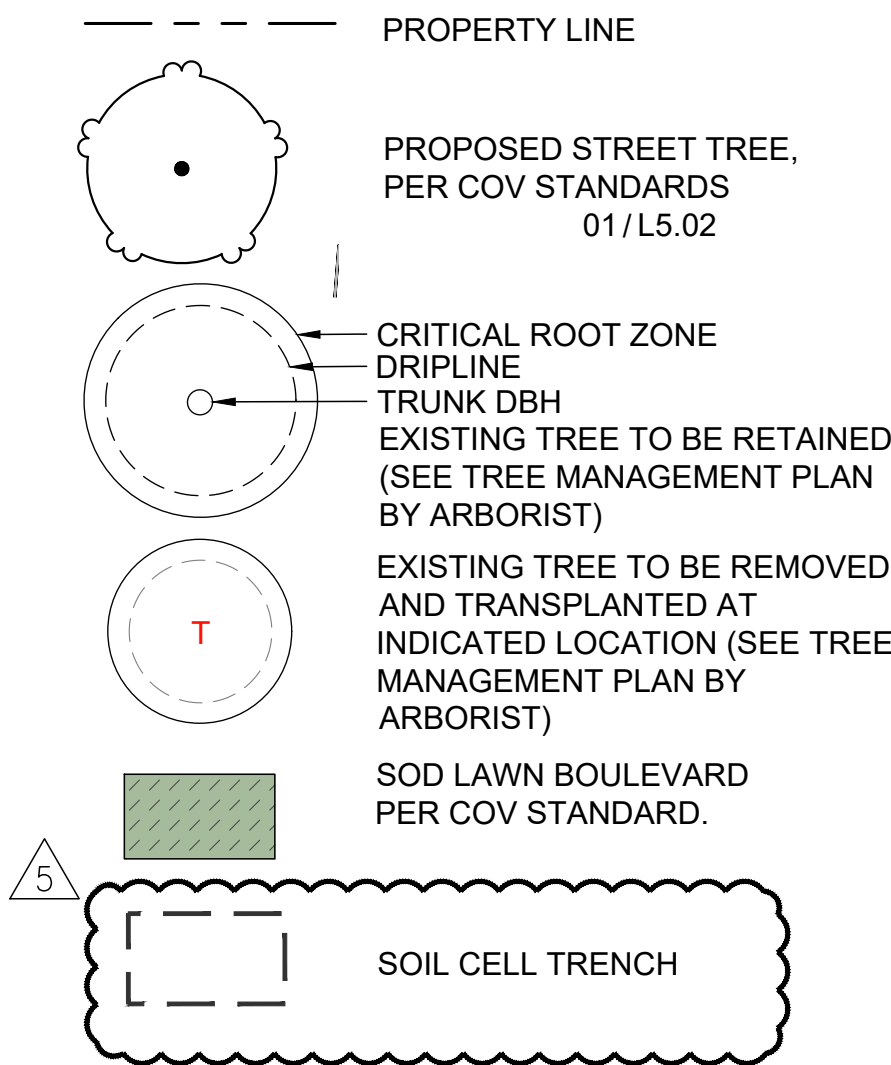 PROPERTY LINE
PROPOSED STREET TREE,
PER COV STANDARDS
01/L5.02
CRITICAL ROOT ZONE
DRIPLINE
TRUNK DBH
EXISTING TREE TO BE RETAINED
(SEE TREE MANAGEMENT PLAN
BY ARBORIST)
EXISTING TREE TO BE REMOVED
AND TRANSPLANTED AT
T
INDICATED LOCATION (SEE TREE
MANAGEMENT PLAN BY
ARBORIST)
SOD LAWN BOULEVARD
PER COV STANDARD.
5
SOIL CELL TRENCH